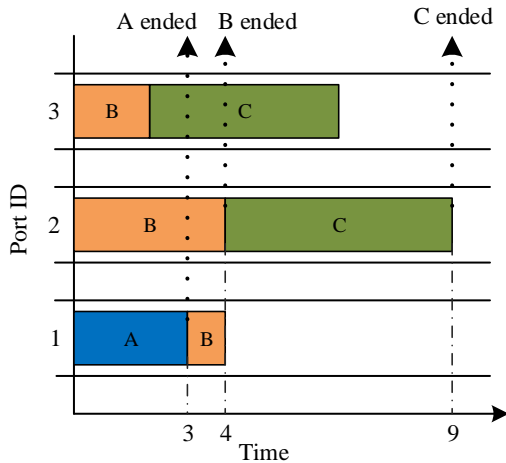 A ended B ended C ended
3 B C
2 B C
1 A B
Port ID
3 4 9
Time